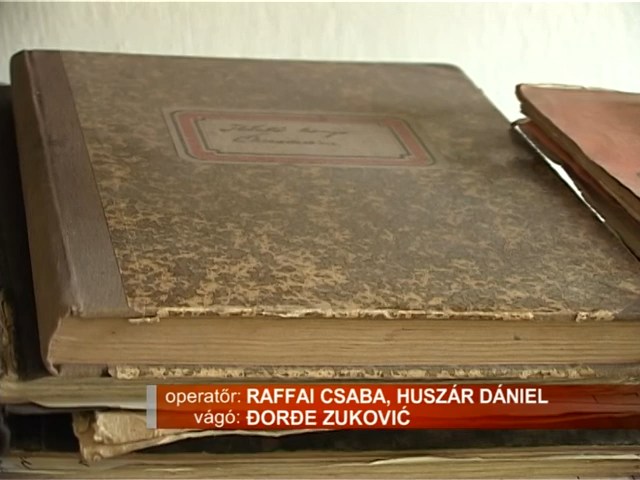 operatőr: RAFFAI CSABA, HUSZÁR DÁNIEL
vágó: ĐORĐE ZUKOVIĆ